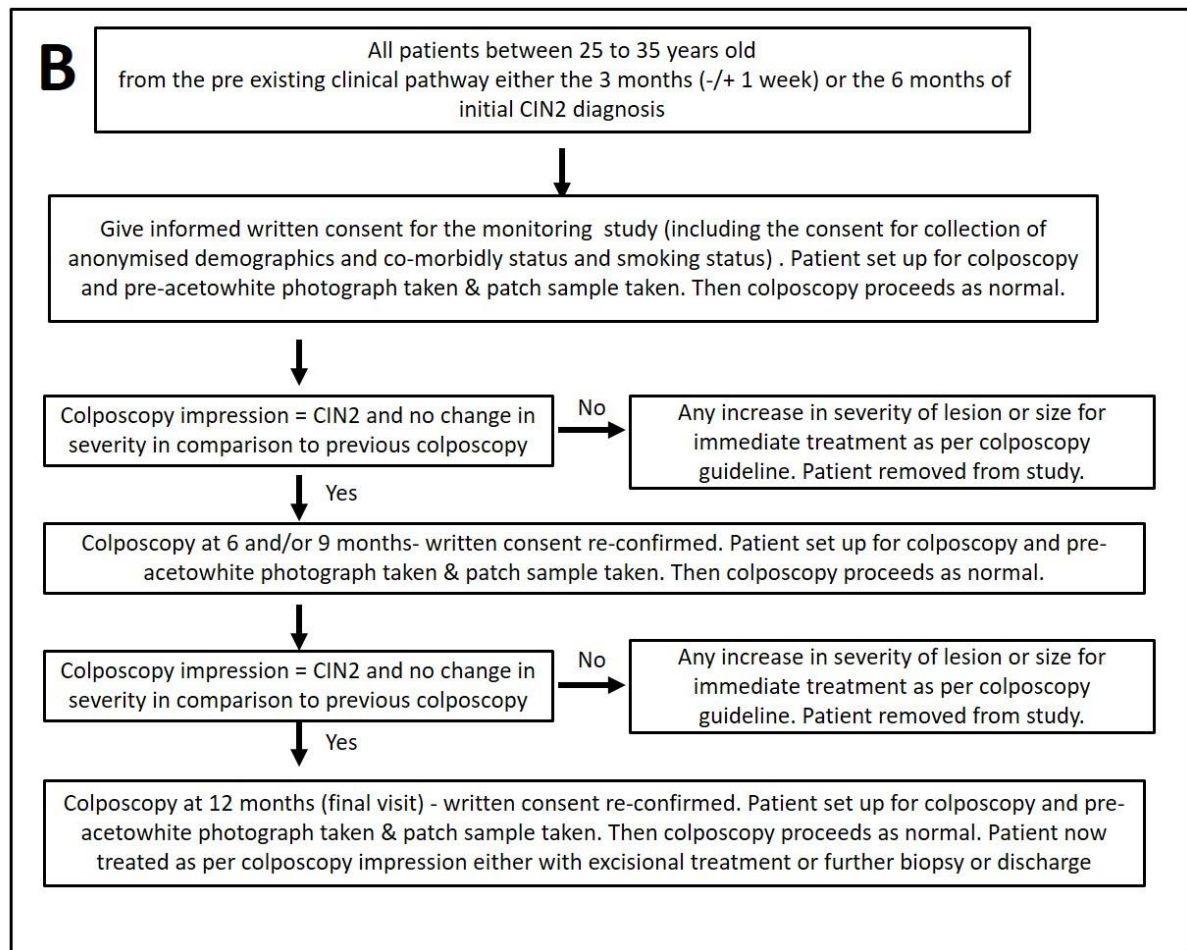 B
All patients between 25 to 35 years old
from the pre existing clinical pathway either the 3 months (-/+ 1 week) or the 6 months of
initial CIN2 diagnosis
Give informed written consent for the monitoring  study (including the consent for collection of
anonymised demographics and co-morbidly status and smoking status) . Patient set up for colposcopy
and pre-acetowhite photograph taken & patch sample taken. Then colposcopy proceeds as normal.
Colposcopy impression = CIN2 and no change in
severity in comparison to previous colposcopy
No
Any increase in severity of lesion or size for
immediate treatment as per colposcopy
guideline. Patient removed from study.
Yes
Colposcopy at 6 and/or 9 months- written consent re-confirmed. Patient set up for colposcopy and pre-
acetowhite photograph taken & patch sample taken. Then colposcopy proceeds as normal.
Colposcopy impression = CIN2 and no change in
severity in comparison to previous colposcopy
No
Any increase in severity of lesion or size for
immediate treatment as per colposcopy
guideline. Patient removed from study.
Yes
Colposcopy at 12 months (final visit) - written consent re-confirmed. Patient set up for colposcopy and pre-
acetowhite photograph taken & patch sample taken. Then colposcopy proceeds as normal. Patient now
treated as per colposcopy impression either with excisional treatment or further biopsy or discharge